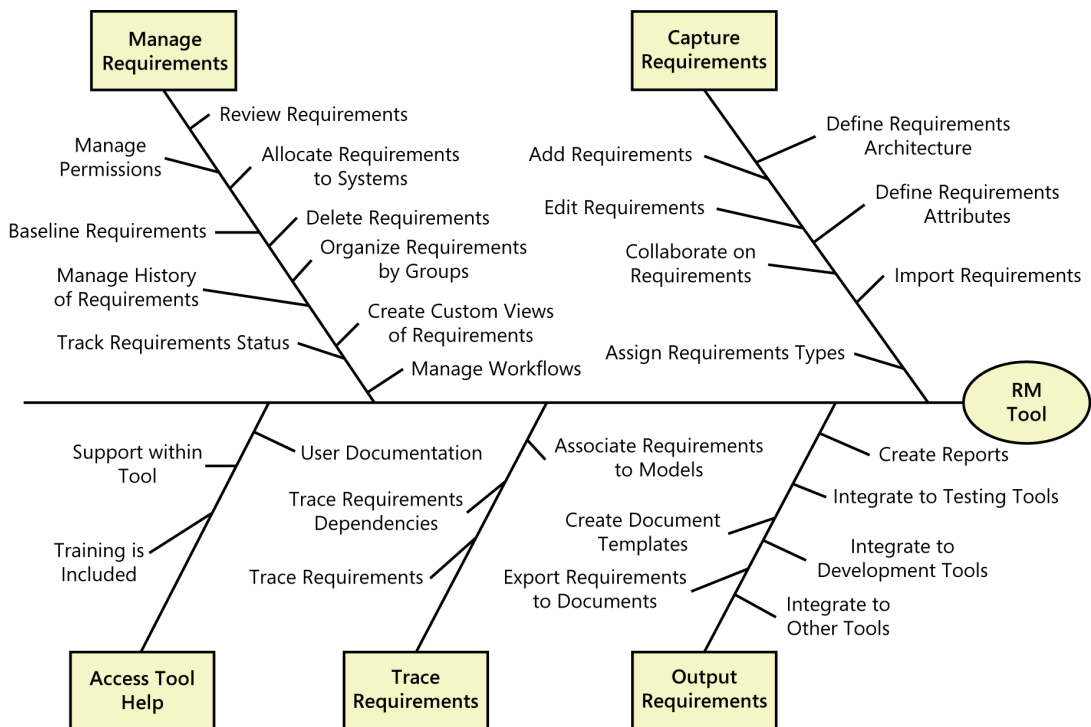 Manage
Requirements
Capture
Requirements
Review Requirements
Manage
Permissions
Allocate Requirements
to Systems
Baseline Requirements
Delete Requirements
Organize Requirements
by Groups
Manage History
of Requirements
Create Custom Views
of Requirements
Track Requirements Status
Manage Workflows
Define Requirements
Architecture
Add Requirements
Define Requirements
Attributes
Edit Requirements
Collaborate on
Requirements
Import Requirements
Assign Requirements Types
RM
Tool
Support within
Tool
User Documentation
Training is
Included
Associate Requirements
to Models
Trace Requirements
Dependencies
Trace Requirements
Create Reports
Integrate to Testing Tools
Create Document
Templates
Integrate to
Development Tools
Export Requirements
to Documents
Integrate to
Other Tools
Access Tool
Help
Trace
Requirements
Output
Requirements